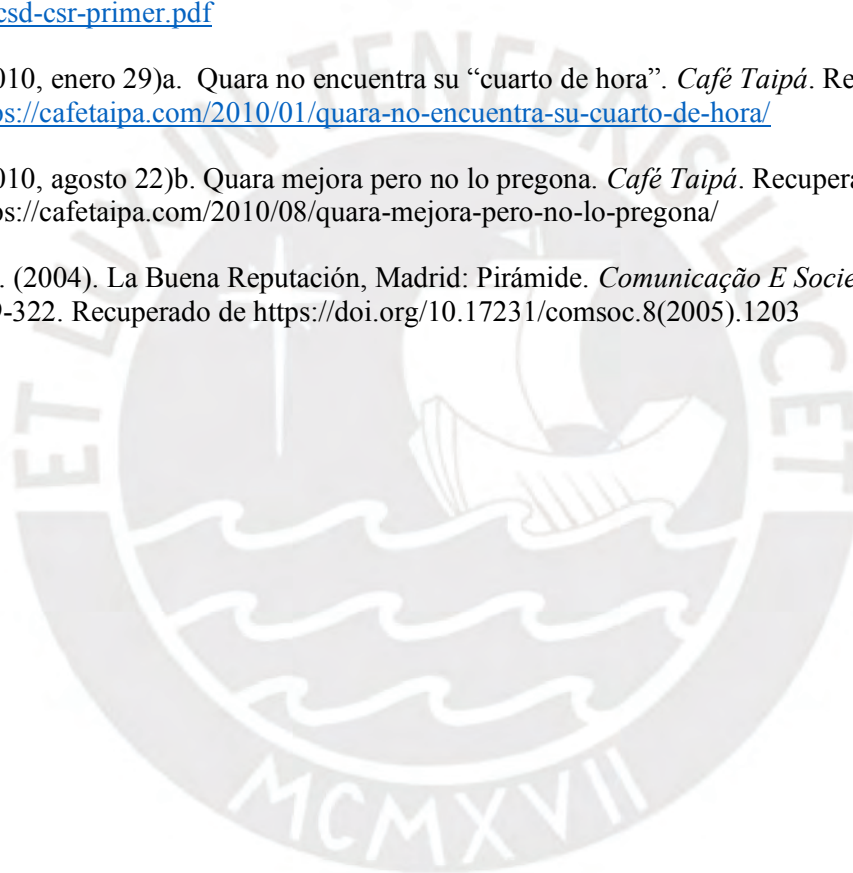 csd-csr-primer.pdf
010, enero 29)a. Quara no encuentra su “cuarto de hora”. Café Taipá. Re
ps://cafetaipa.com/2010/01/quara-no-encuentra-su-cuarto-de-hora/
010, agosto 22)b. Quara mejora pero no lo pregona. Café Taipá. Recupera
ps://cafetaipa.com/2010/08/quara-mejora-pero-no-lo-pregona/
. (2004). La Buena Reputación, Madrid: Pirámide. Comunicação E Socie
9-322. Recuperado de https://doi.org/10.17231/comsoc.8(2005).1203
ET LUX IN TENEBRIS LUCET
MCMXVII